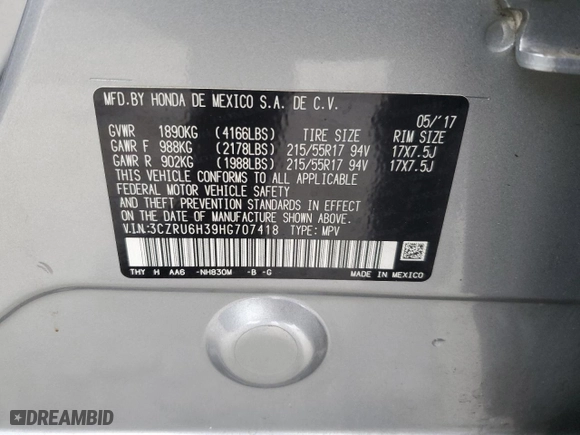 MFD.BY HONDA DE MEXICO S.A. DE C.V.
05/'17
GVWR 1890KG (4166LBS) TIRE SIZE RIM SIZE
GAWR F 988KG (2178LBS) 215/55R17 94V 17X7.5J
GAWR R 902KG (1988LBS) 215/55R17 94V 17X7.5J
THIS VEHICLE CONFORMS TO ALL APPLICABLE
FEDERAL MOTOR VEHICLE SAFETY
AND THEFT PREVENTION STANDARDS IN EFFECT
ON THE DATE OF MANUFACTURE SHOWN ABOVE.
V.I.N:3CZRU6H39HG707418 TYPE: MPV
THY H AA6 -NH830M -B -G
MADE IN MEXICO
DREAMBID